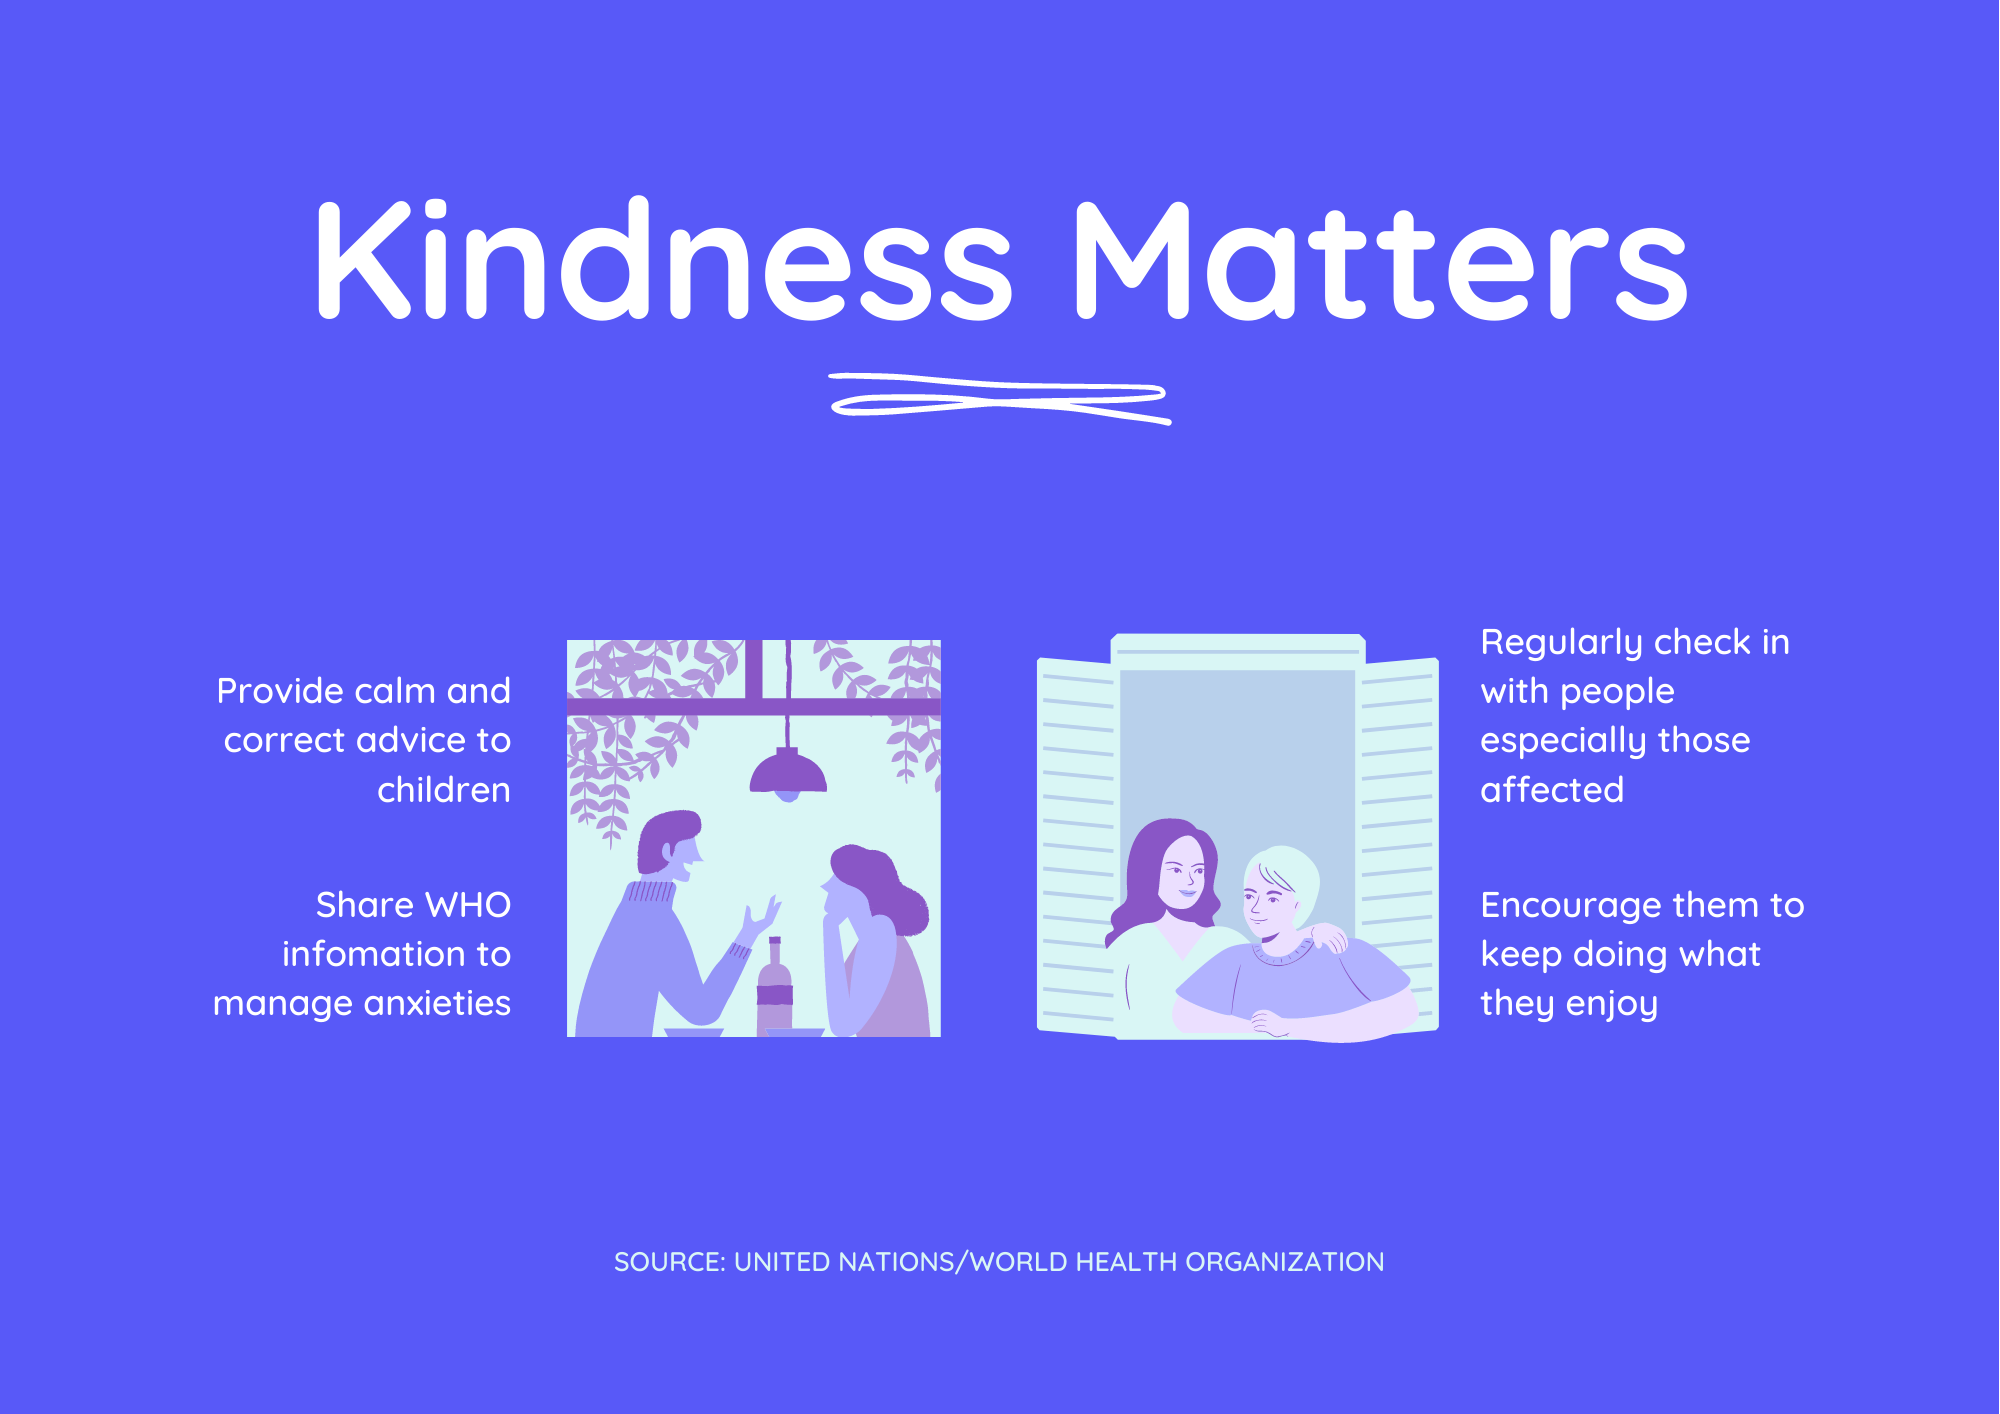 Kindness Matters
Provide calm and
correct advice to
children
Share WHO
infomation to
manage anxieties
Regularly check in
with people
especially those
affected
Encourage them to
keep doing what
they enjoy
SOURCE: UNITED NATIONS/WORLD HEALTH ORGANIZATION